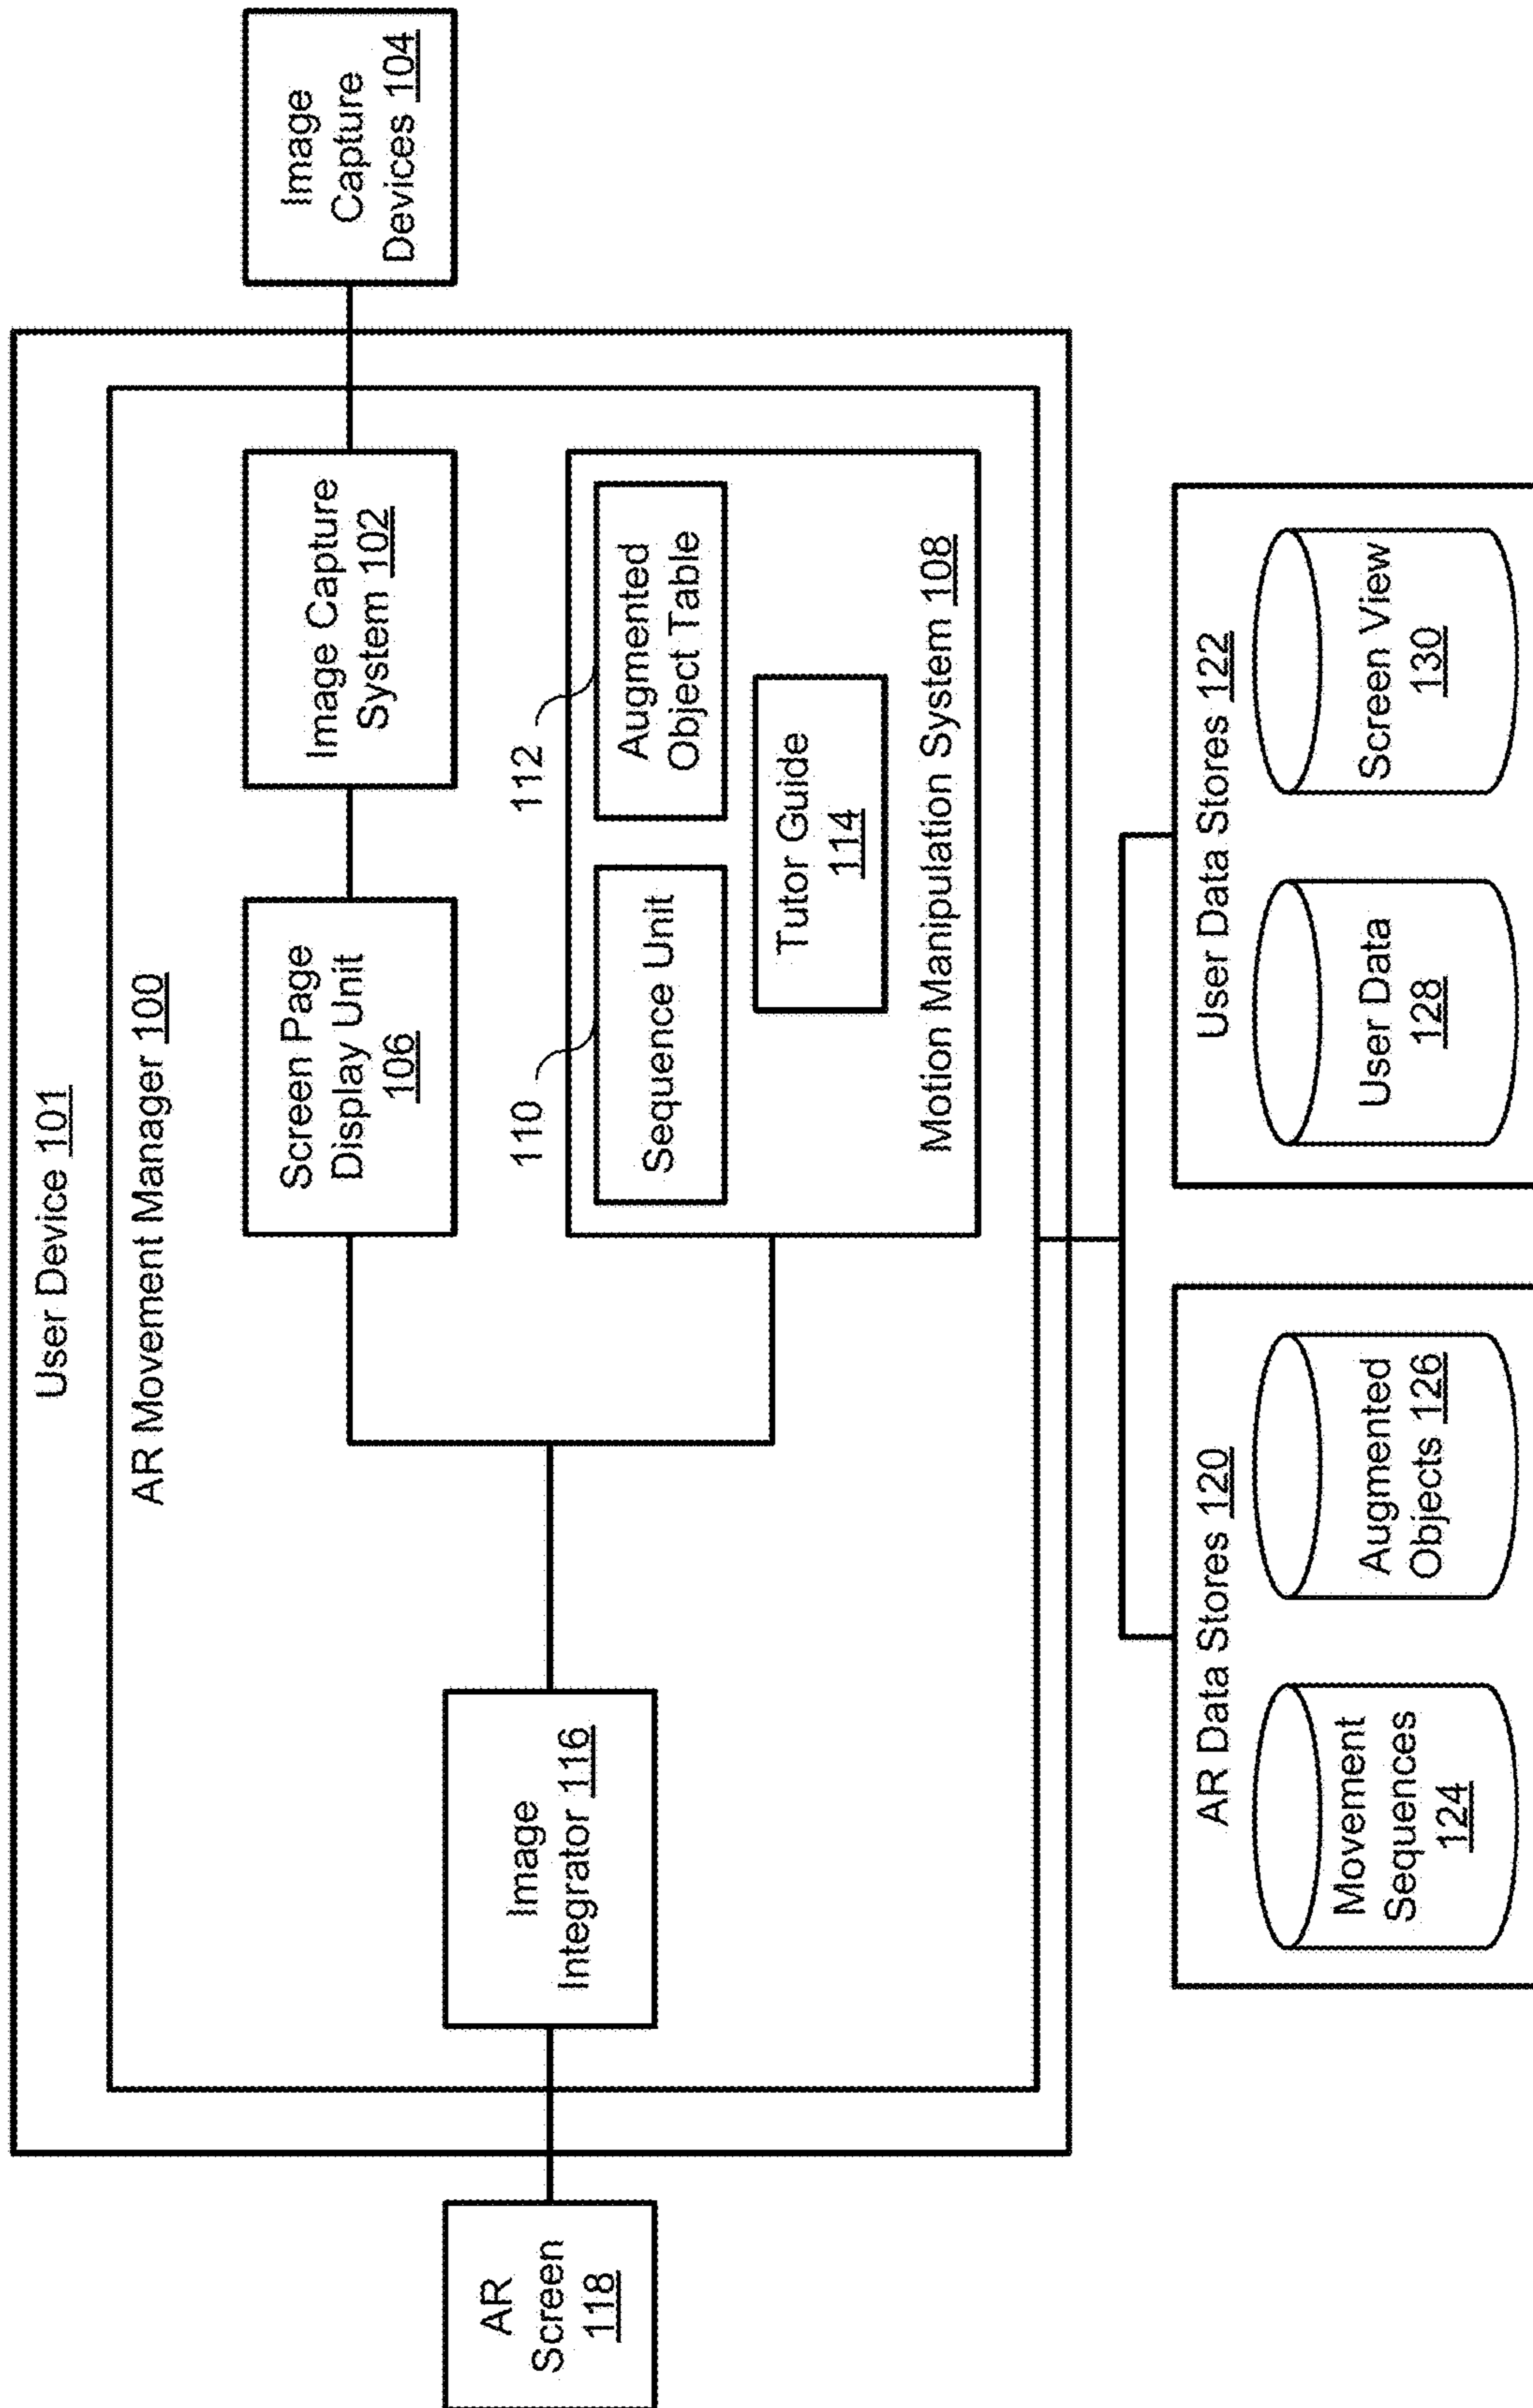 User Device 101
AR Movement Manager 100
AR
Screen
118
Image
Integrator 116
Screen Page
Display Unit
106
Image Capture
System 102
Image
Capture
Devices 104
110
112
Sequence Unit
Augmented
Object Table
Tutor Guide
114
Motion Manipulation System 108
AR Data Stores 120
Movement
Sequences
124
Augmented
Objects 126
User Data Stores 122
User Data
128
Screen View
130